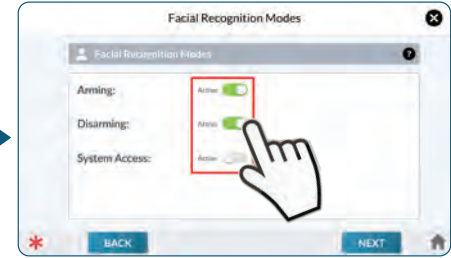 Facial Recognition Modes
Facial Recognition Modes ?
Arming: Active
Disarming: Active
System Access: Active
* BACK NEXT